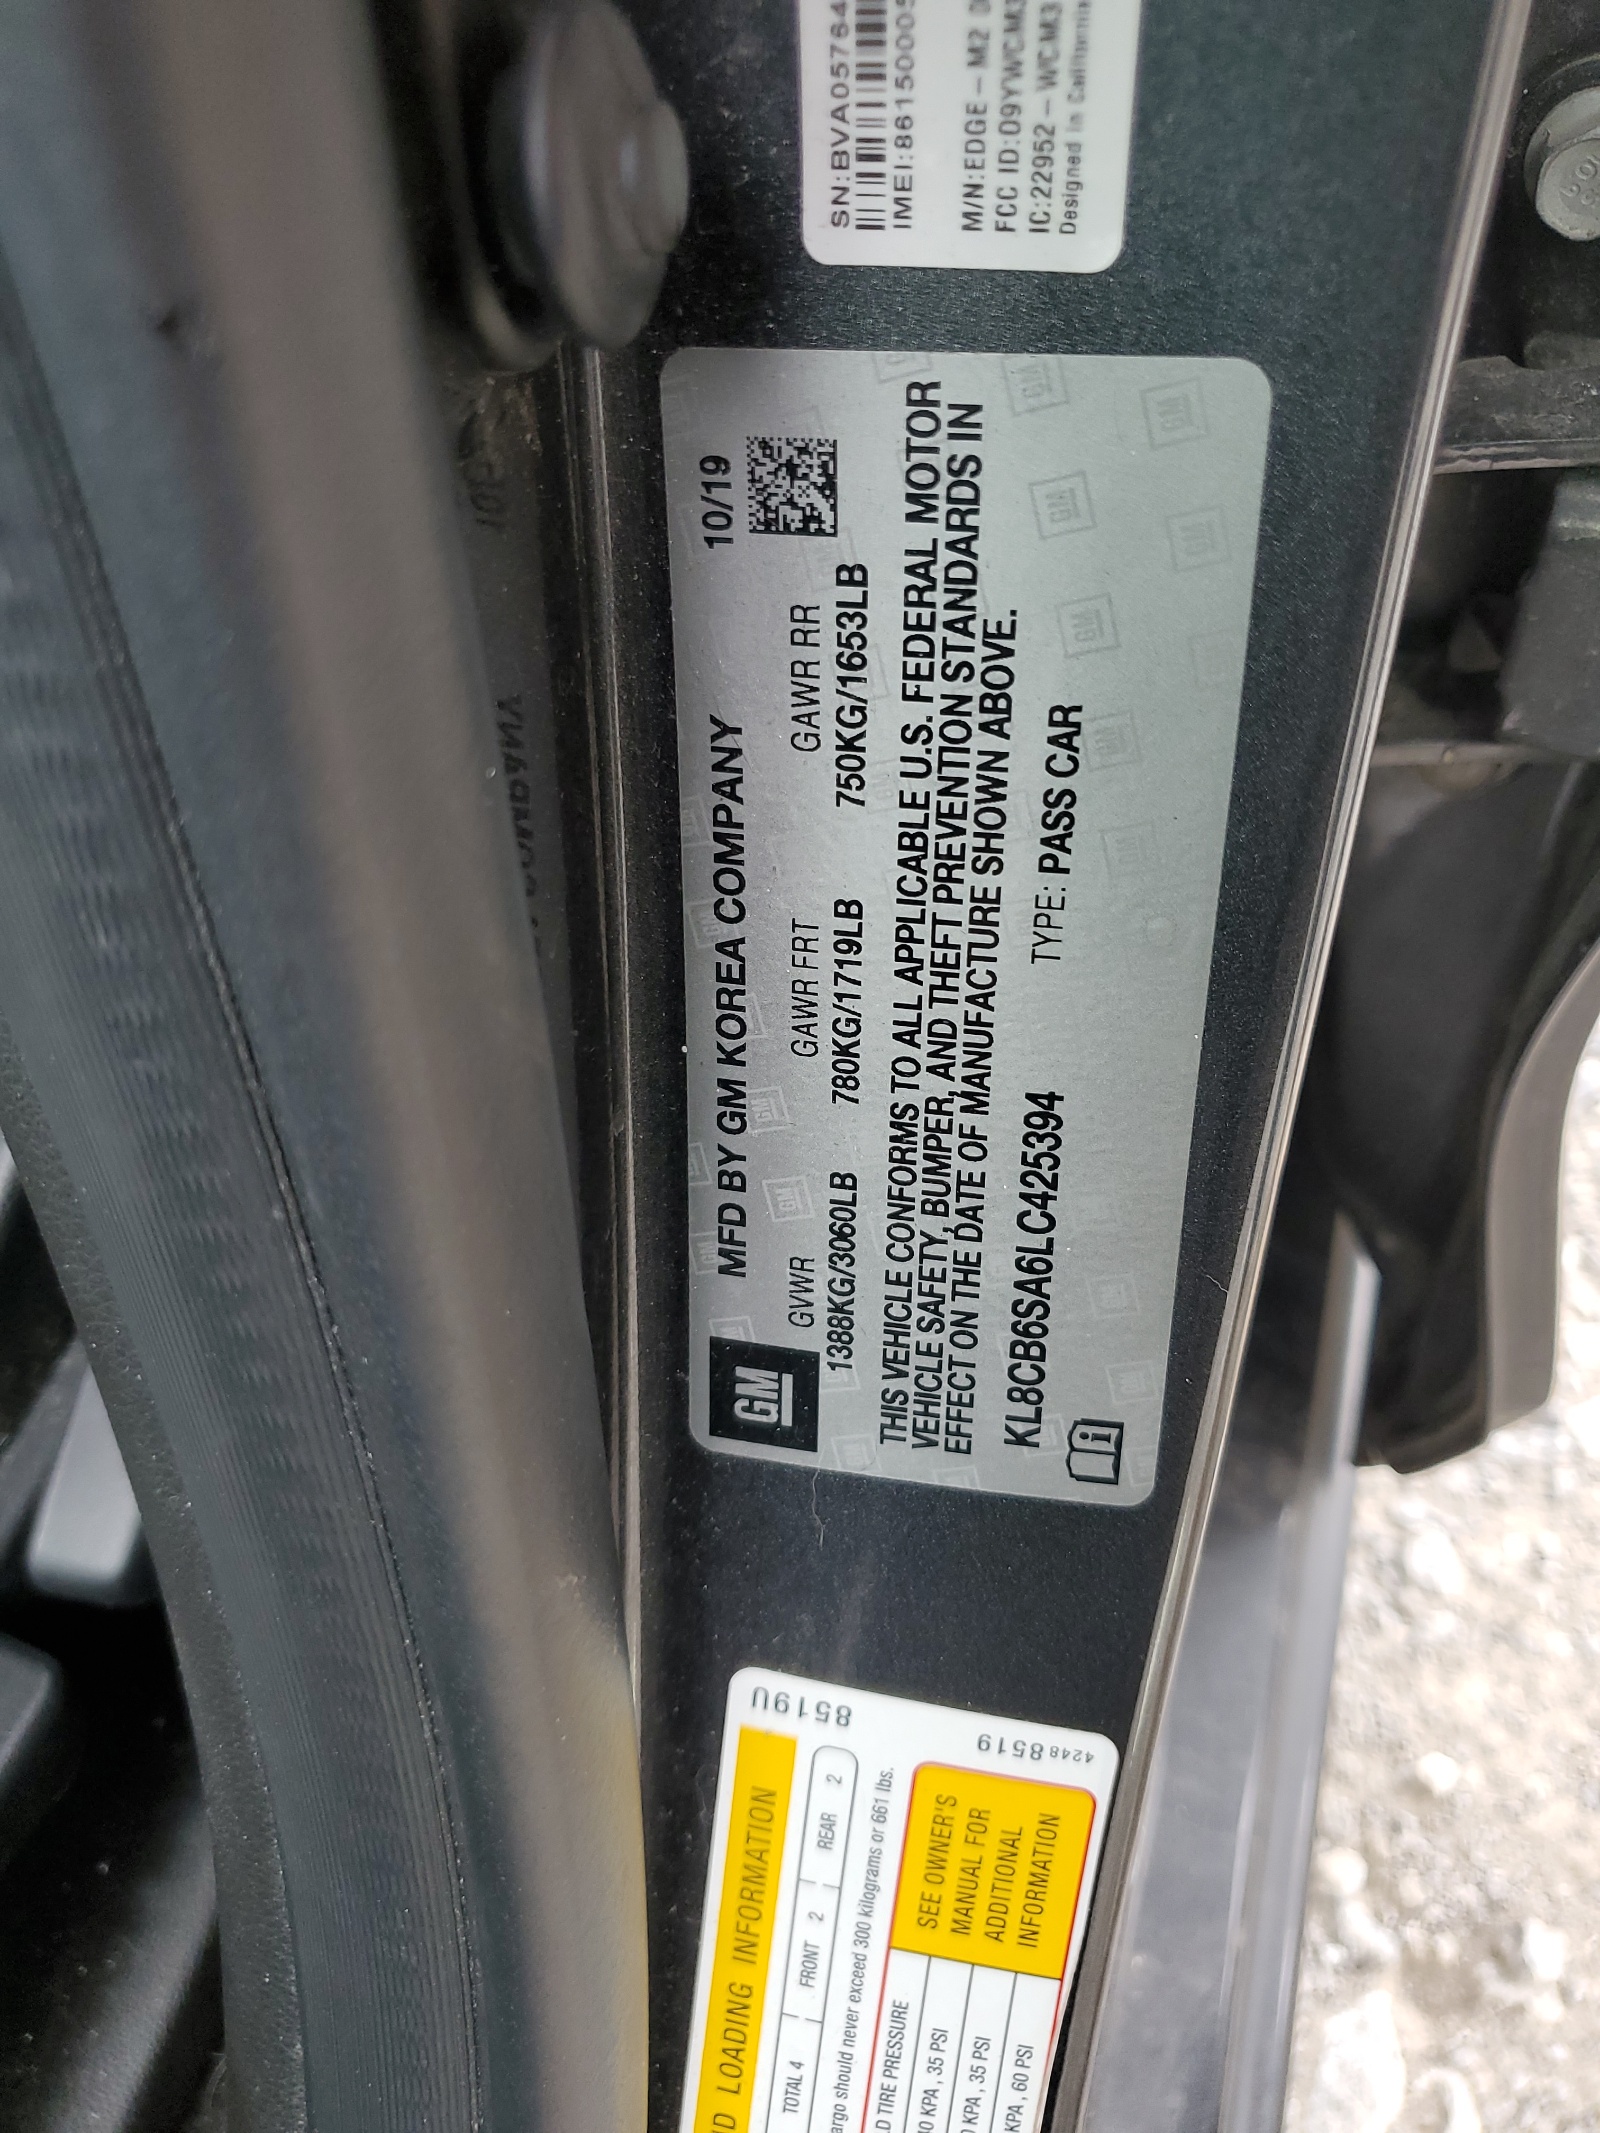 SN:BVA05764
IMEI:86150005
M/N:EDGE-M2
FCC ID:O9YWCM3
IC:22952-WCM3
Designed in California
GM
MFD BY GM KOREA COMPANY 10/19
GVWR GAWR FRT GAWR RR
1388KG/3060LB 780KG/1719LB 750KG/1653LB
THIS VEHICLE CONFORMS TO ALL APPLICABLE U.S. FEDERAL MOTOR
VEHICLE SAFETY, BUMPER, AND THEFT PREVENTION STANDARDS IN
EFFECT ON THE DATE OF MANUFACTURE SHOWN ABOVE.
KL8CB6SA6LC425394 TYPE: PASS CAR
LOADING INFORMATION
8519U
TOTAL 4 FRONT 2 REAR 2
should never exceed 300 kilograms or 661 lbs.
TIRE PRESSURE
KPA, 35 PSI
KPA, 35 PSI
KPA, 60 PSI
SEE OWNER'S
MANUAL FOR
ADDITIONAL
INFORMATION
42488519